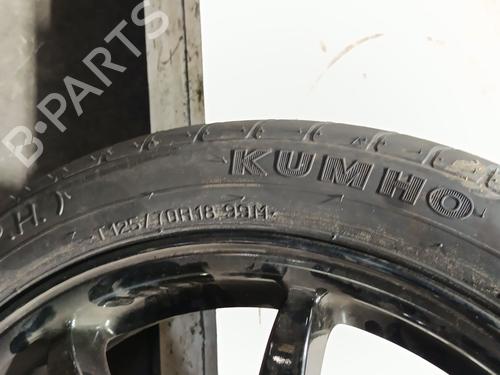 B-PARTS
P.H.)
KUMHO
T125/70R18 99M